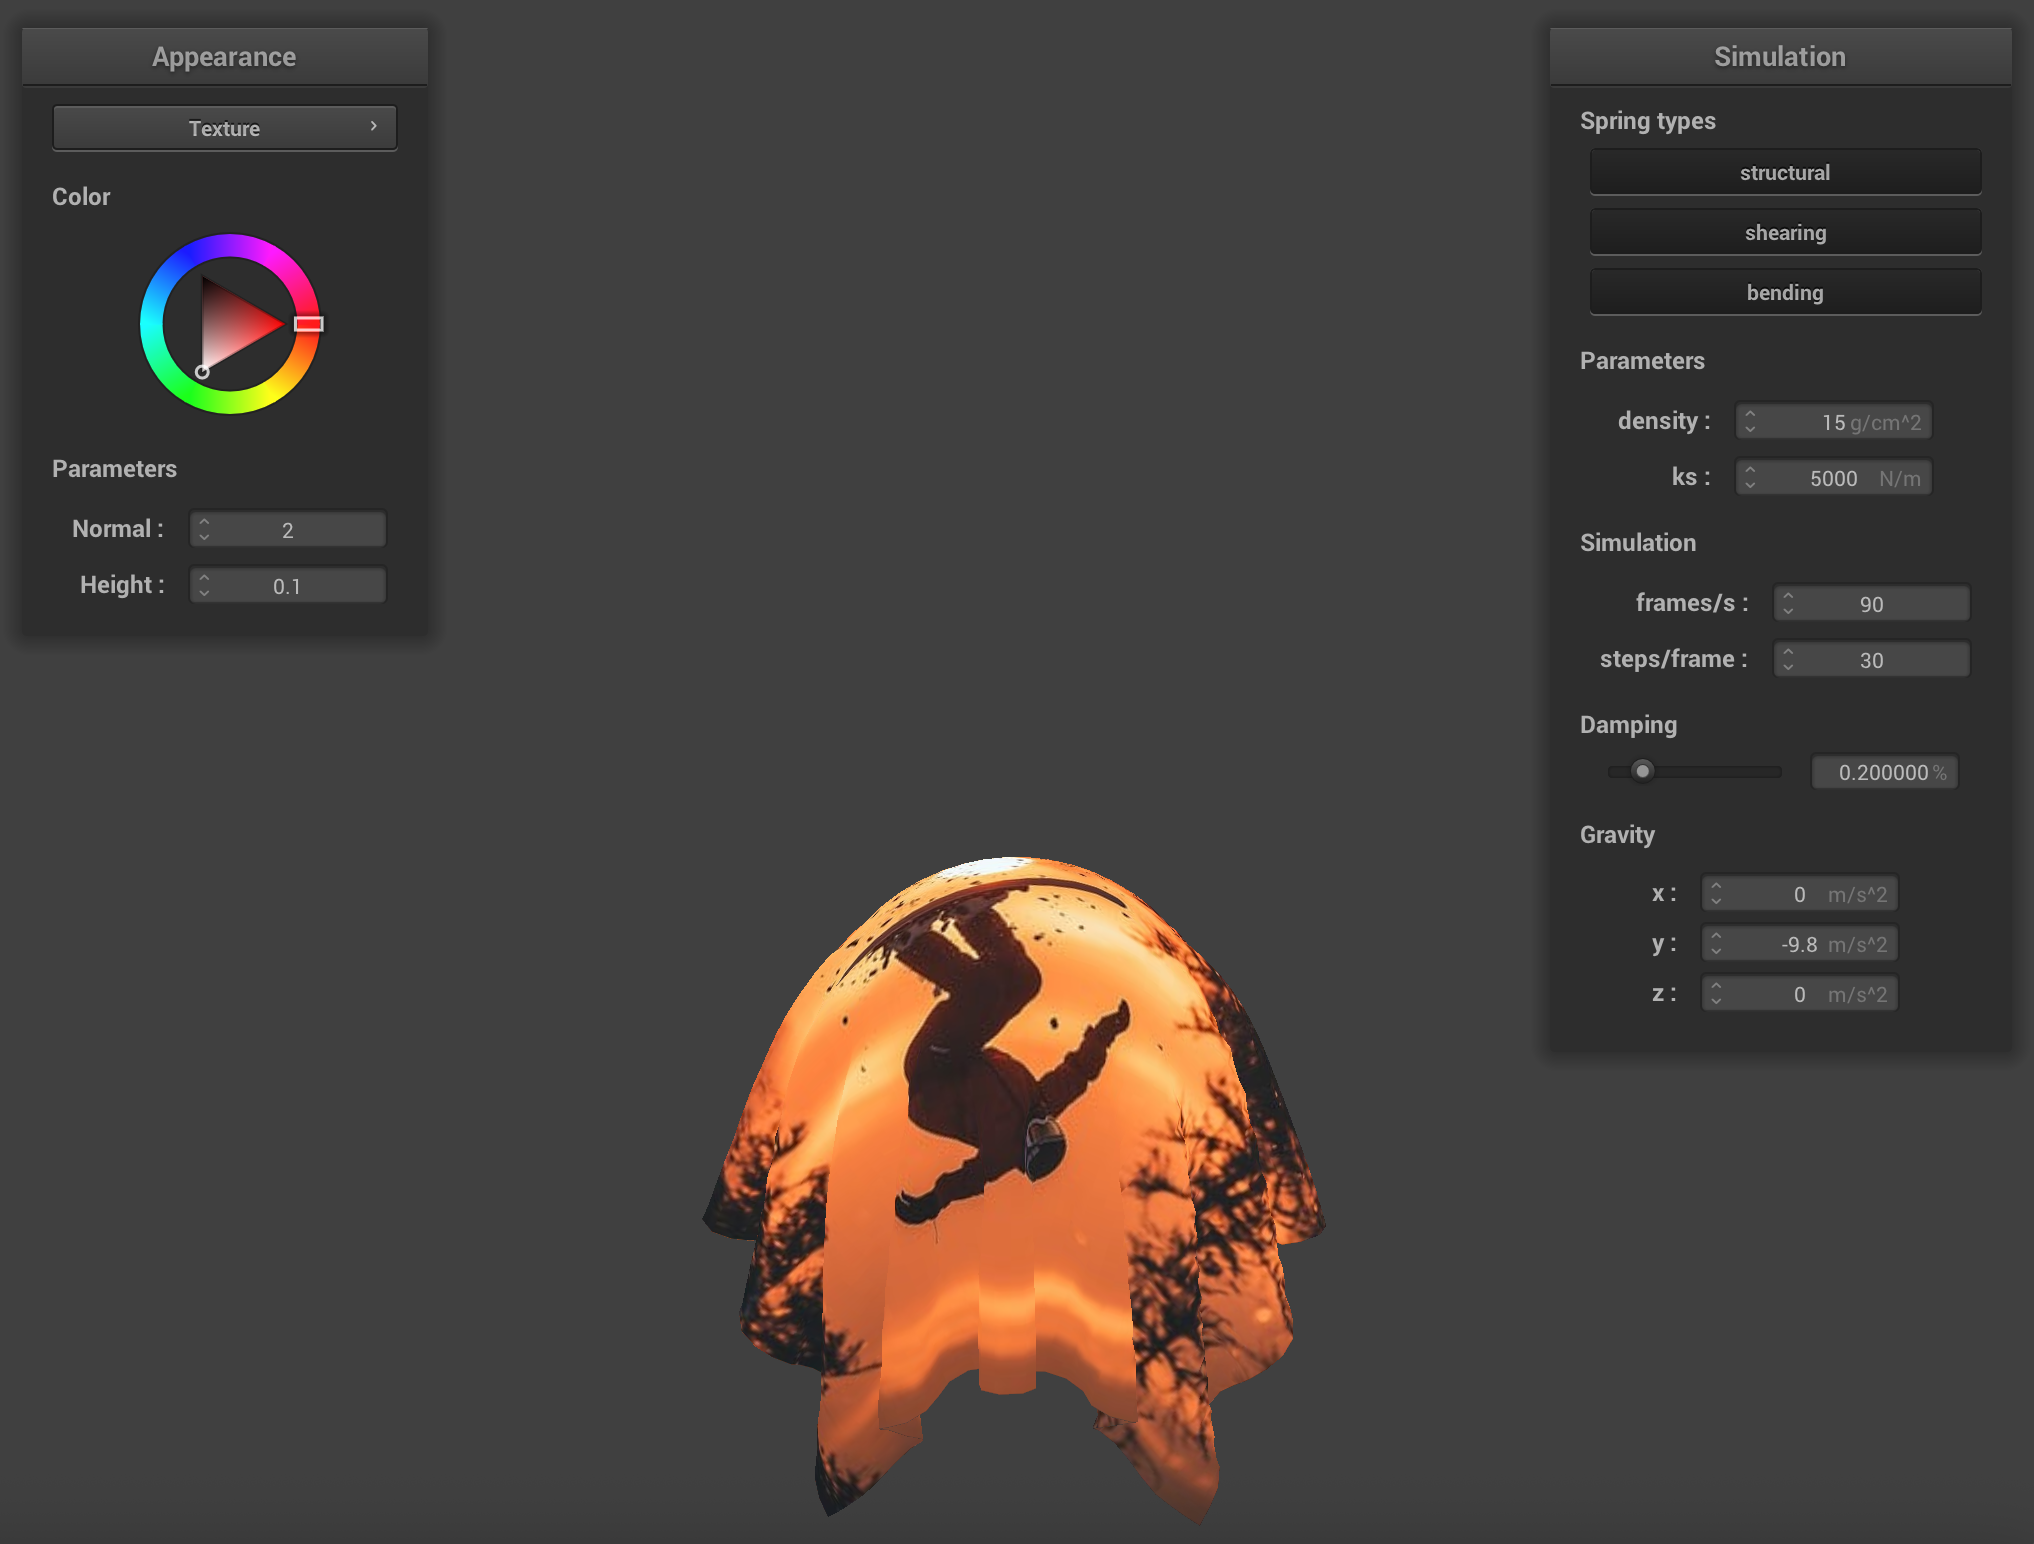 Appearance
Texture
Color
Parameters
Normal : 2
Height : 0.1
Simulation
Spring types
structural
shearing
bending
Parameters
density : 15 g/cm^2
ks : 5000 N/m
Simulation
frames/s : 90
steps/frame : 30
Damping
0.200000 %
Gravity
x : 0 m/s^2
y : -9.8 m/s^2
z : 0 m/s^2